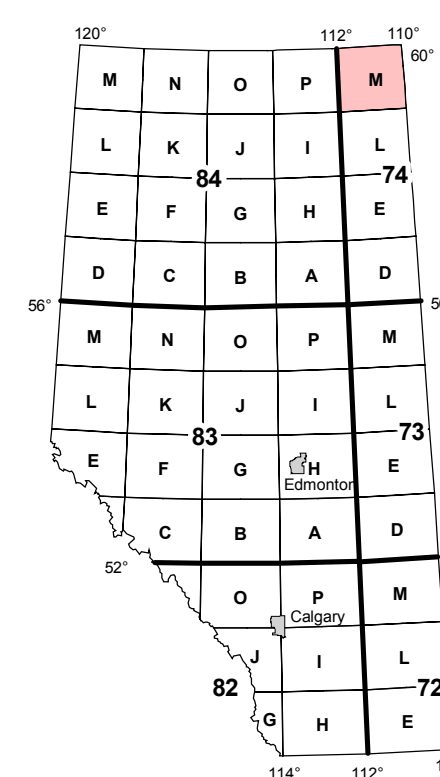 120° 112° 110°
60°
M N O P M
L K J I L
84 74
E F G H E
D C B A D
56°
M N O P M
L K J I L
83 73
E F G H E
Edmonton
C B A D
52°
O P M
Calgary
J I L
82 72
G H E
114° 112°